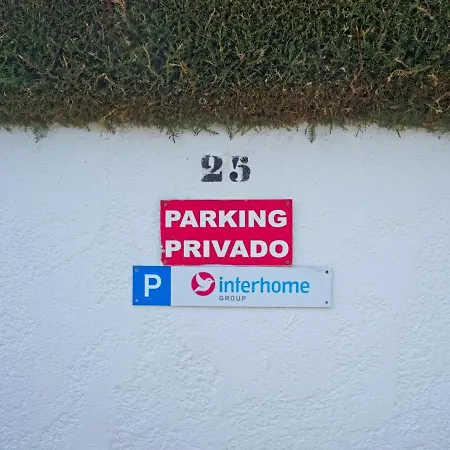 25
PARKING
PRIVADO
P interhome
GROUP